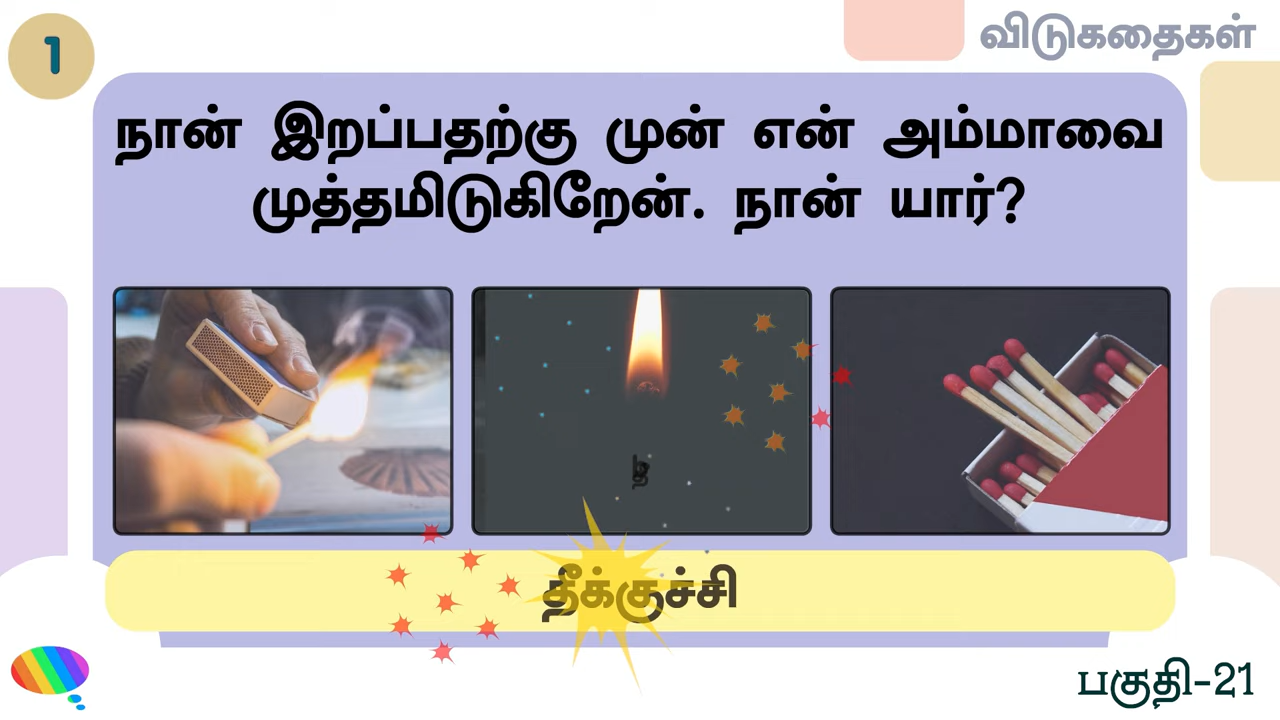 1
விடுகதைகள்
நான் இறப்பதற்கு முன் என் அம்மாவை
முத்தமிடுகிறேன். நான் யார்?
தீக்குச்சி
பகுதி-21